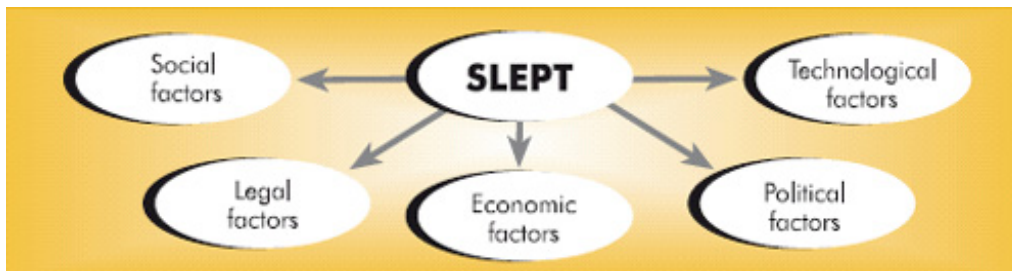 Social
factors
SLEPT
Technological
factors
Legal
factors
Economic
factors
Political
factors